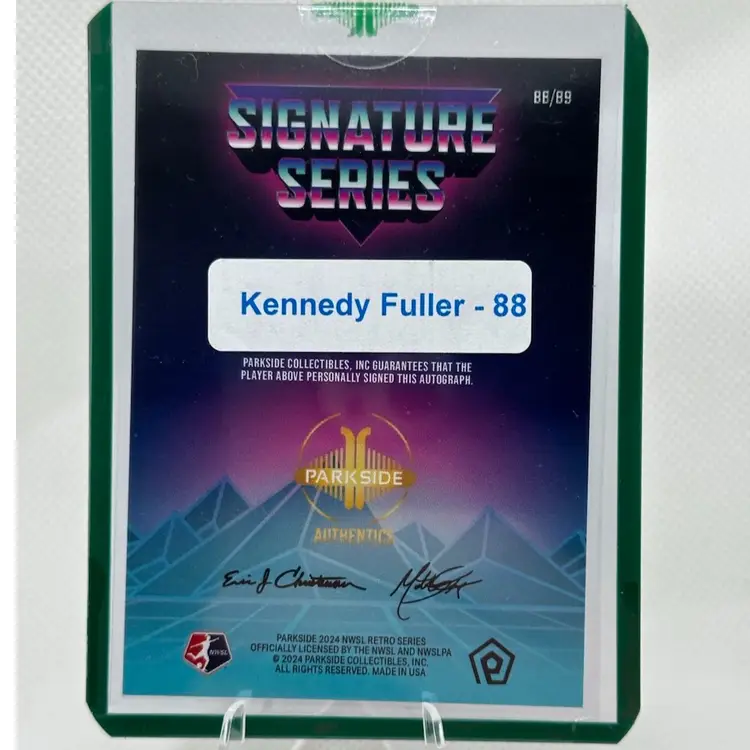 88/89
SIGNATURE
SERIES
Kennedy Fuller - 88
PARKSIDE COLLECTIBLES, INC GUARANTEES THAT THE
PLAYER ABOVE PERSONALLY SIGNED THIS AUTOGRAPH.
PARKSIDE
AUTHENTICS
NWSL
PARKSIDE 2024 NWSL RETRO SERIES
OFFICIALLY LICENSED BY THE NWSL AND NWSLPA
© 2024 PARKSIDE COLLECTIBLES, INC.
ALL RIGHTS RESERVED. MADE IN USA